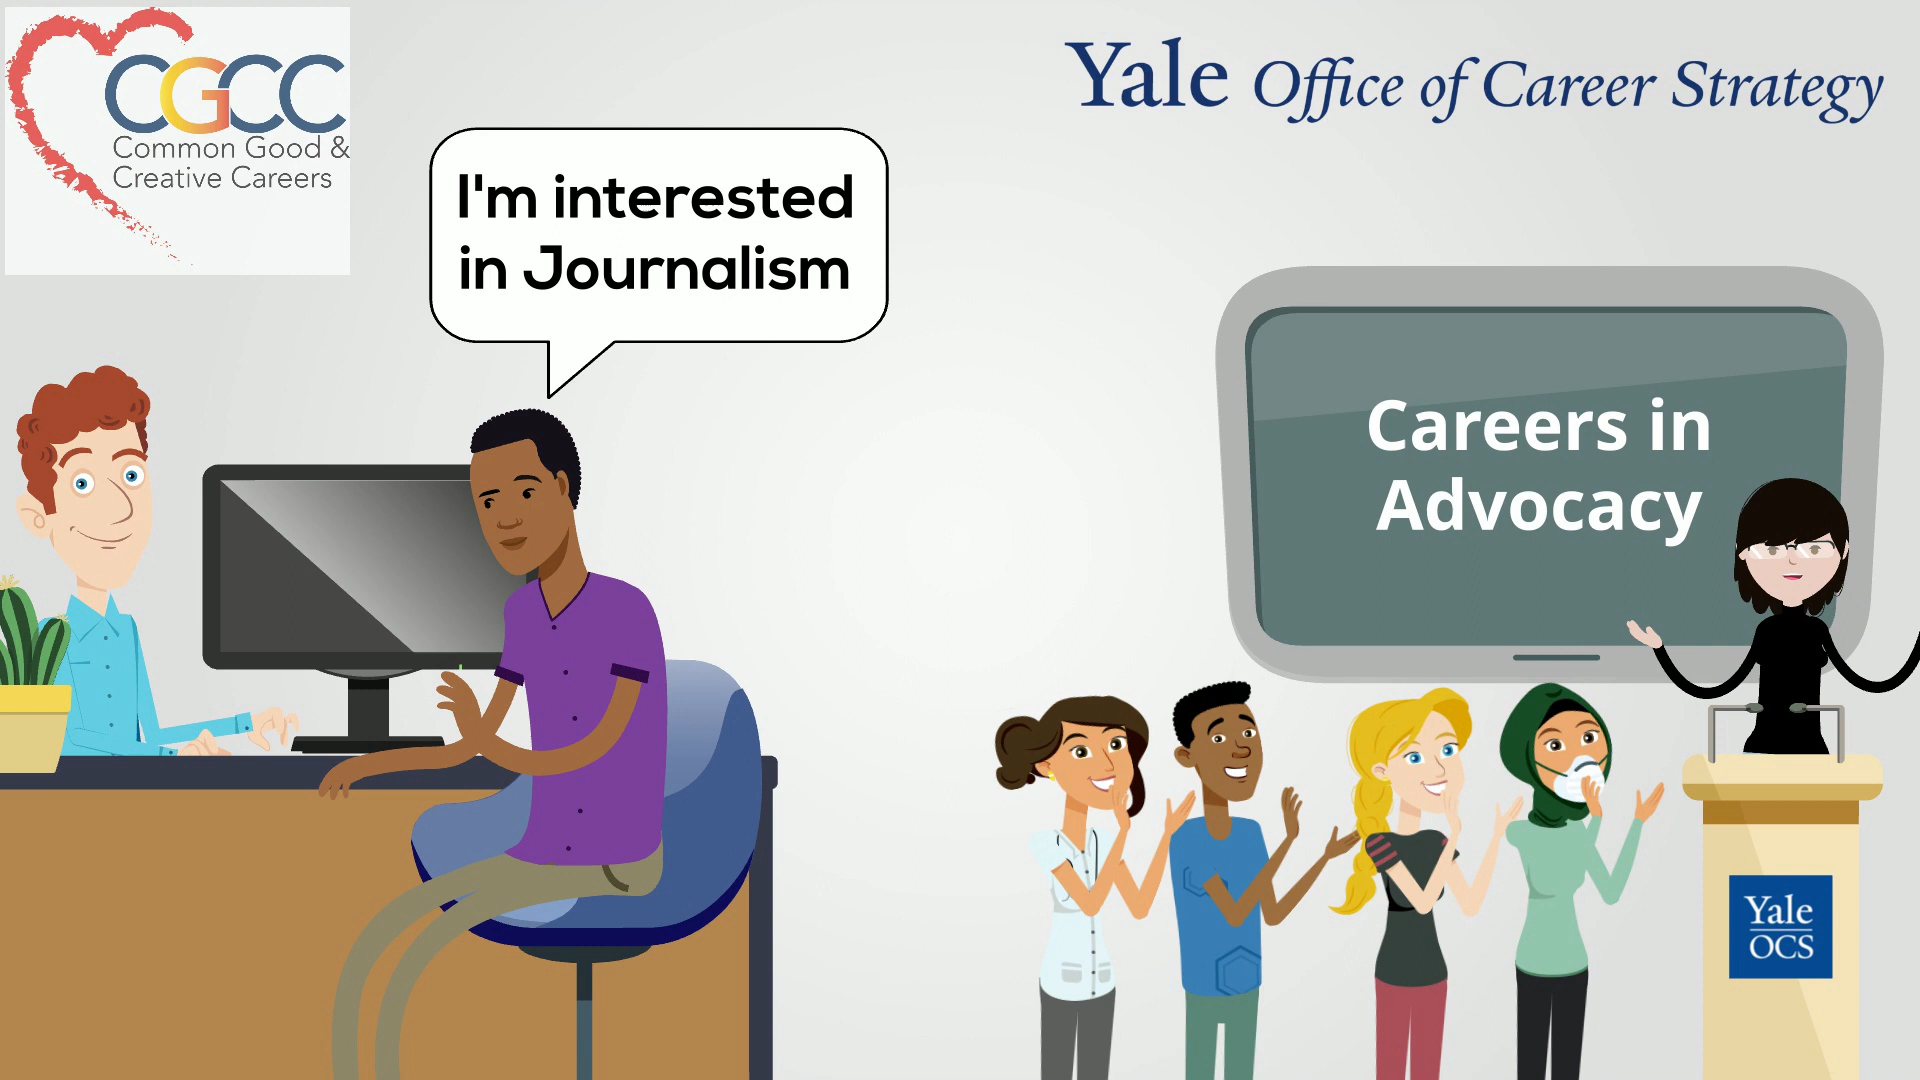 CGCC
Common Good &
Creative Careers
Yale Office of Career Strategy
I'm interested
in Journalism
Careers in
Advocacy
Yale
OCS